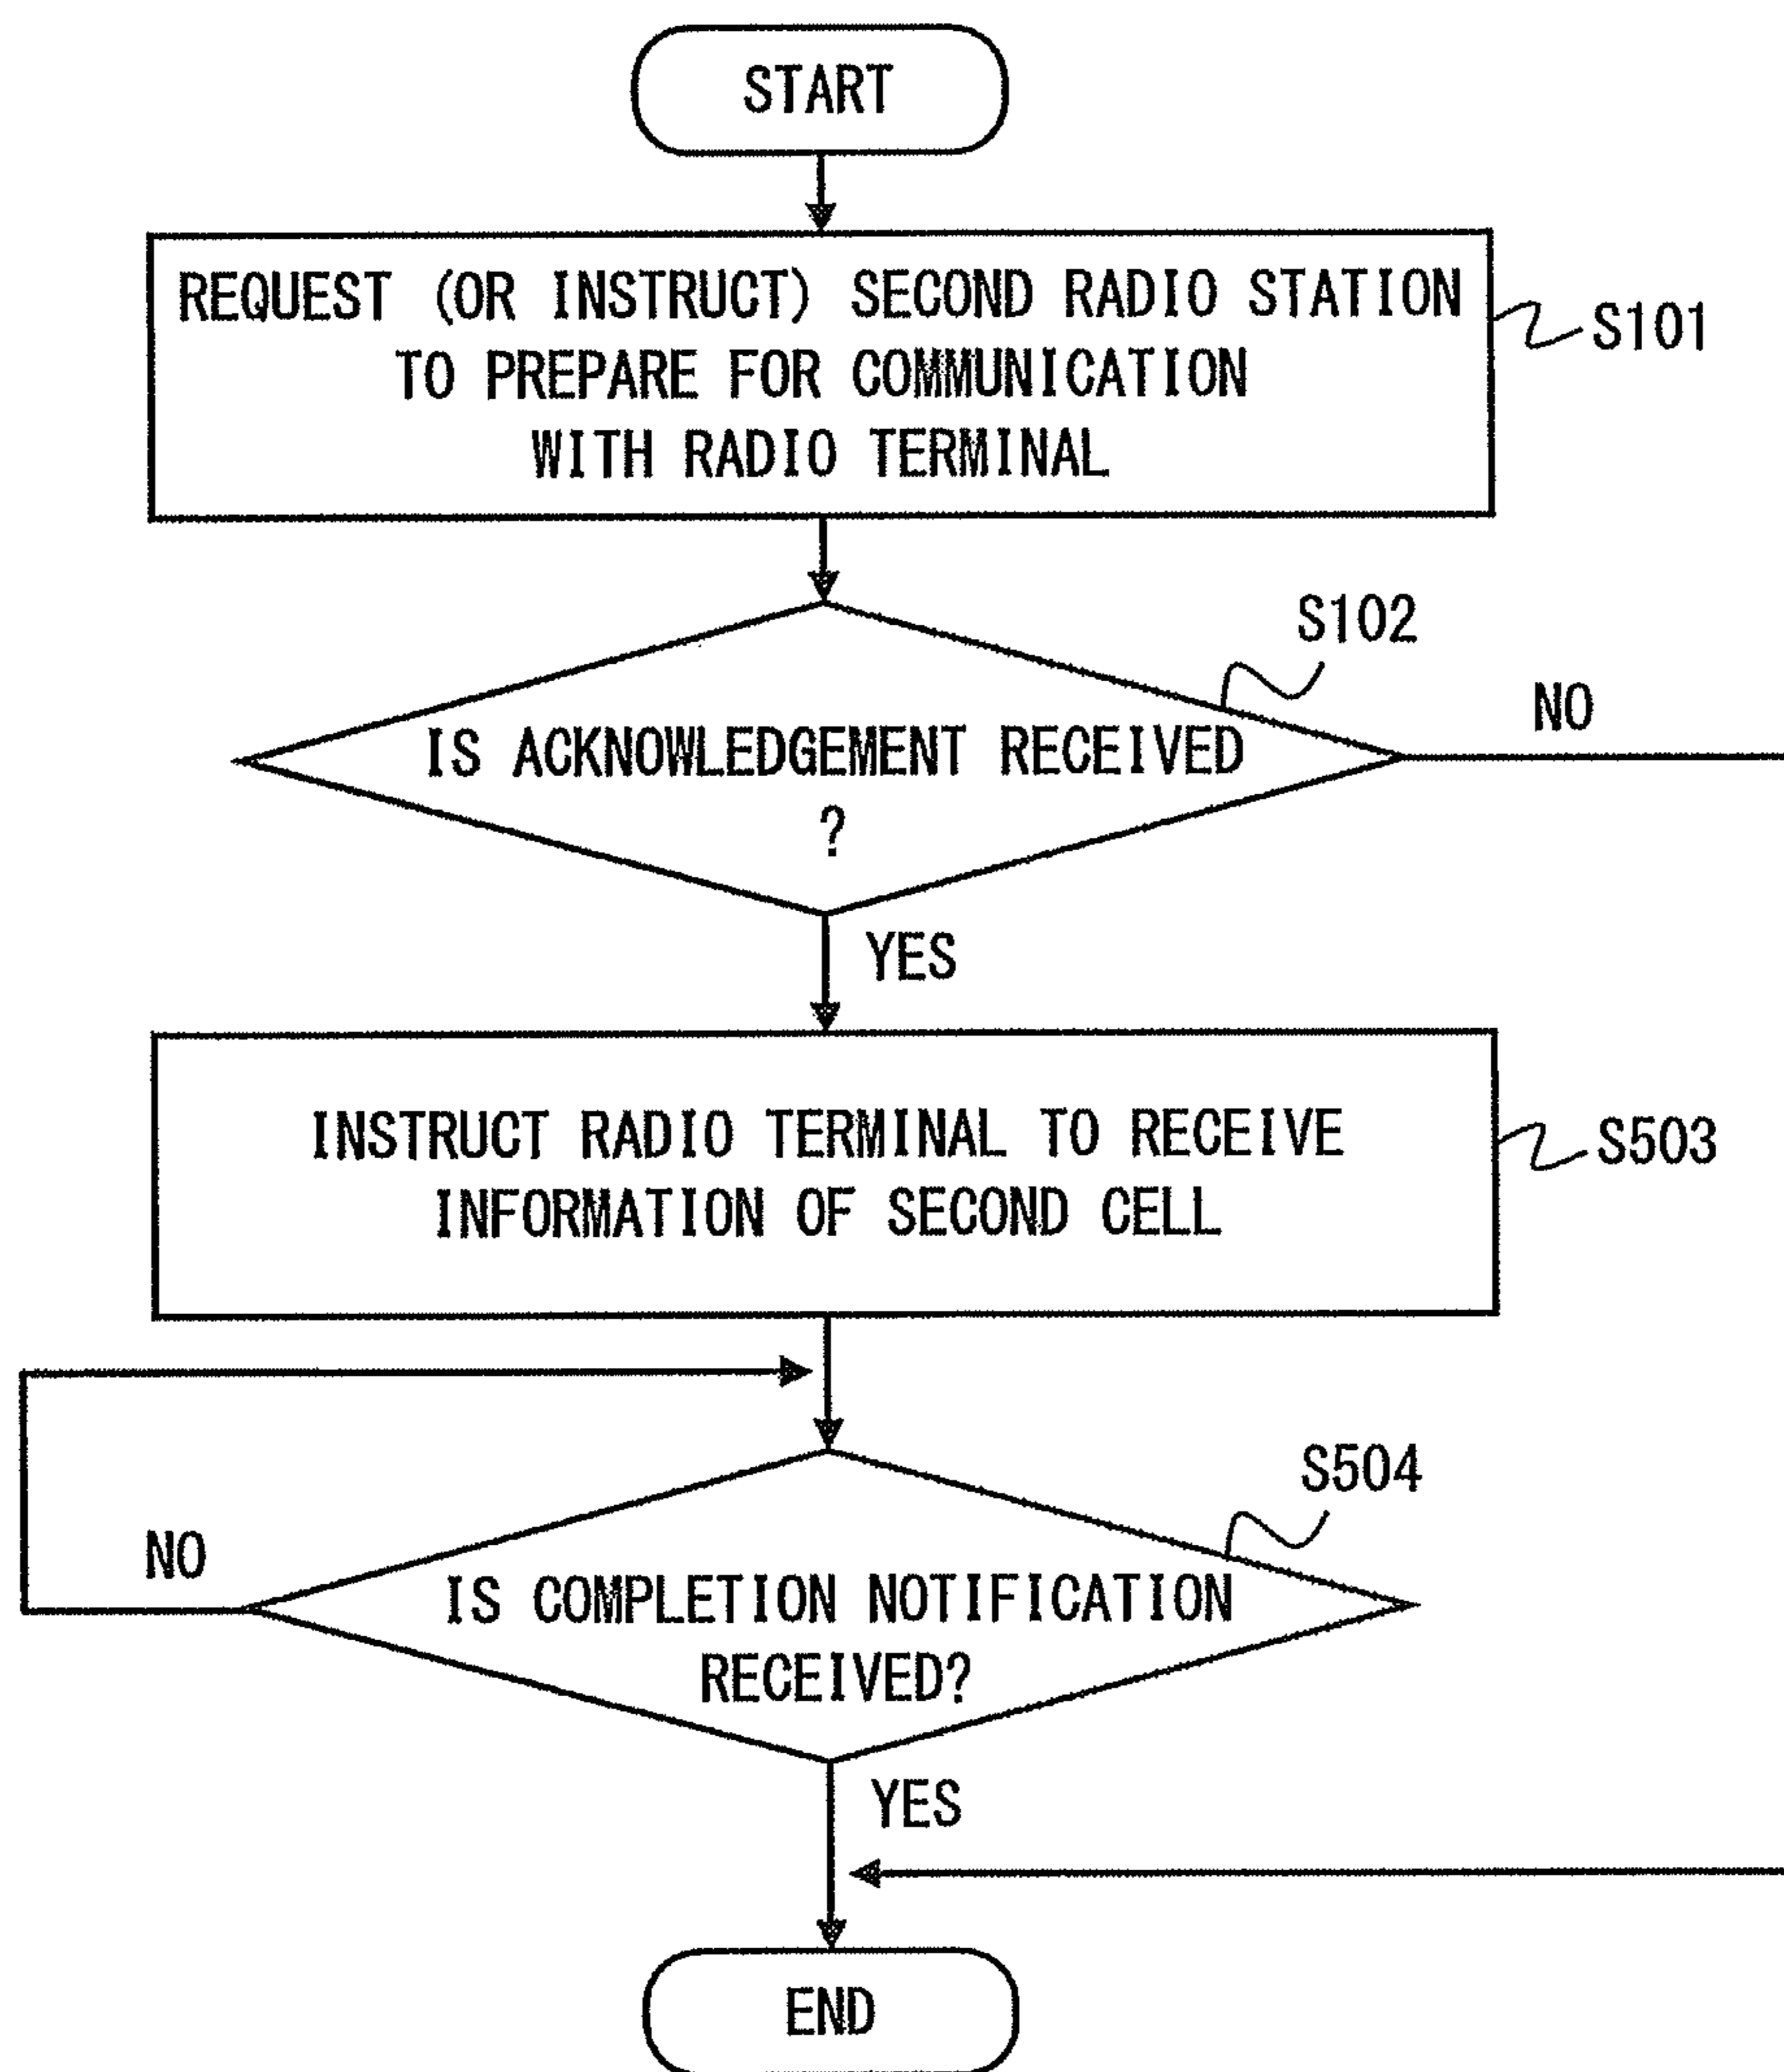 START
REQUEST (OR INSTRUCT) SECOND RADIO STATION
TO PREPARE FOR COMMUNICATION
WITH RADIO TERMINAL
S101
S102
IS ACKNOWLEDGEMENT RECEIVED
?
NO
YES
INSTRUCT RADIO TERMINAL TO RECEIVE
INFORMATION OF SECOND CELL
S503
S504
NO
IS COMPLETION NOTIFICATION
RECEIVED?
YES
END